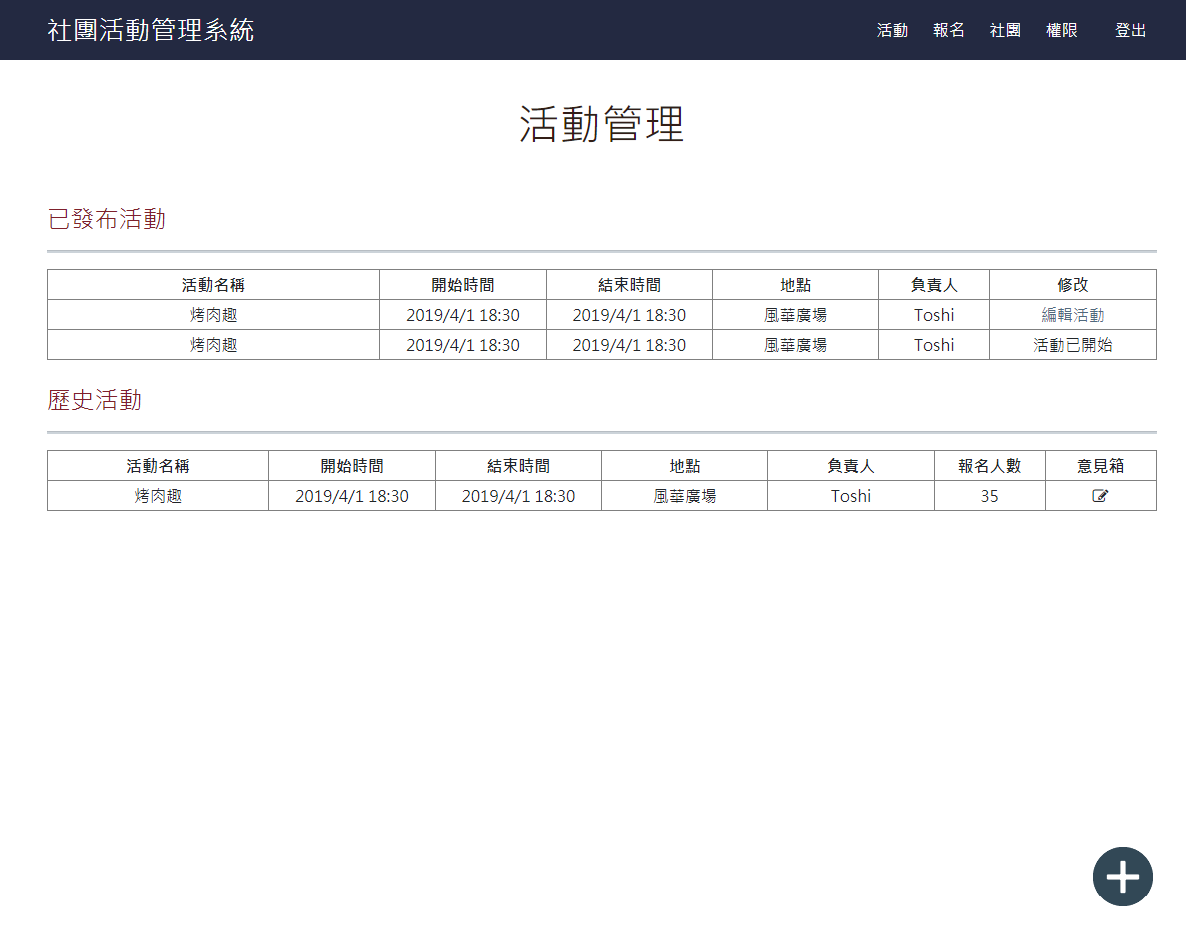 社團活動管理系統 活動 報名 社團 權限 登出
活動管理
已發布活動
活動名稱 開始時間 結束時間 地點 負責人 修改
烤肉趣 2019/4/1 18:30 2019/4/1 18:30 風華廣場 Toshi 編輯活動
烤肉趣 2019/4/1 18:30 2019/4/1 18:30 風華廣場 Toshi 活動已開始
歷史活動
活動名稱 開始時間 結束時間 地點 負責人 報名人數 意見箱
烤肉趣 2019/4/1 18:30 2019/4/1 18:30 風華廣場 Toshi 35